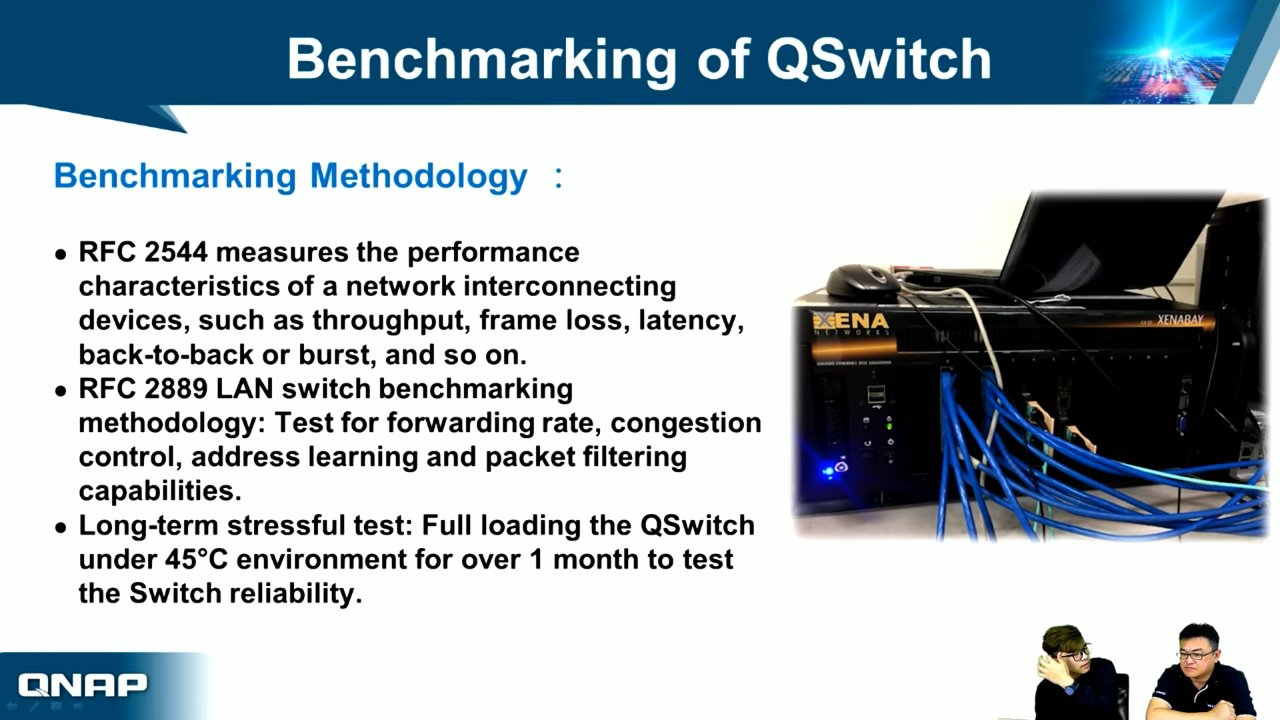 Benchmarking of QSwitch
Benchmarking Methodology ：
● RFC 2544 measures the performance
characteristics of a network interconnecting
devices, such as throughput, frame loss, latency,
back-to-back or burst, and so on.
● RFC 2889 LAN switch benchmarking
methodology: Test for forwarding rate, congestion
control, address learning and packet filtering
capabilities.
● Long-term stressful test: Full loading the QSwitch
under 45°C environment for over 1 month to test
the Switch reliability.
XENA
NETWORKS
XENABAY
QNAP